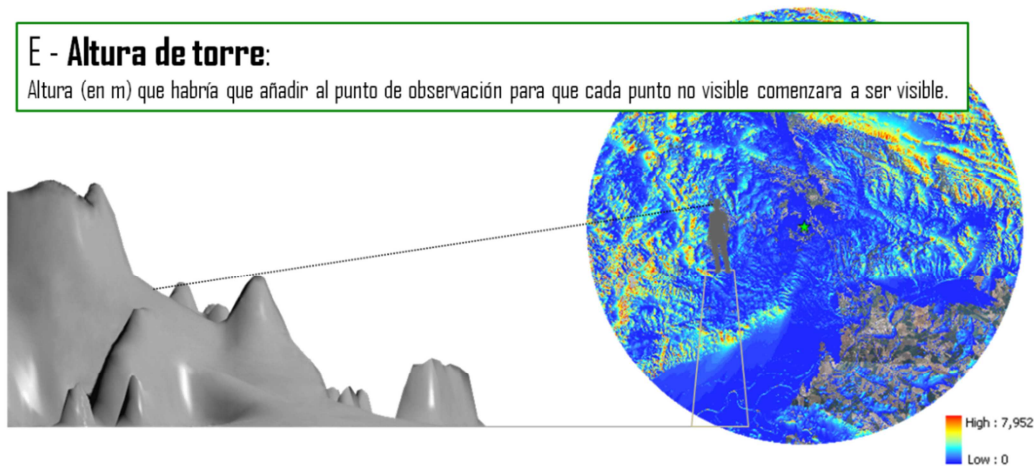 E - Altura de torre:
Altura (en m) que habría que añadir al punto de observación para que cada punto no visible comenzara a ser visible.
High : 7,952
Low : 0